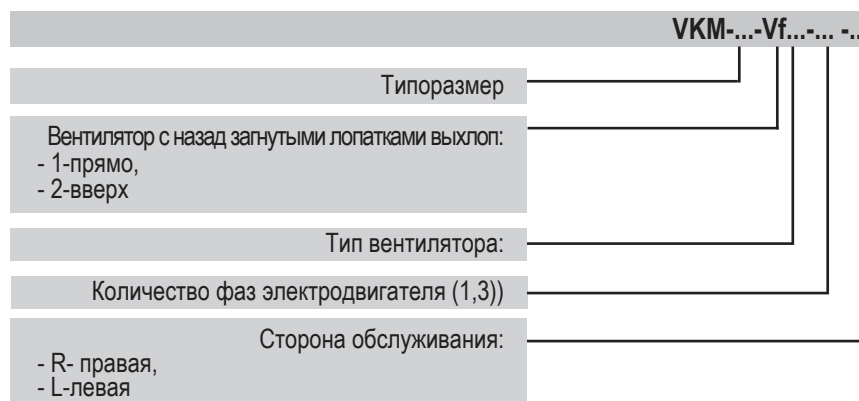 VKM-...-Vf...-... -..
Типоразмер
Вентилятор с назад загнутыми лопатками выхлоп:
- 1-прямо,
- 2-вверх
Тип вентилятора:
Количество фаз электродвигателя (1,3))
Сторона обслуживания:
- R- правая,
- L-левая